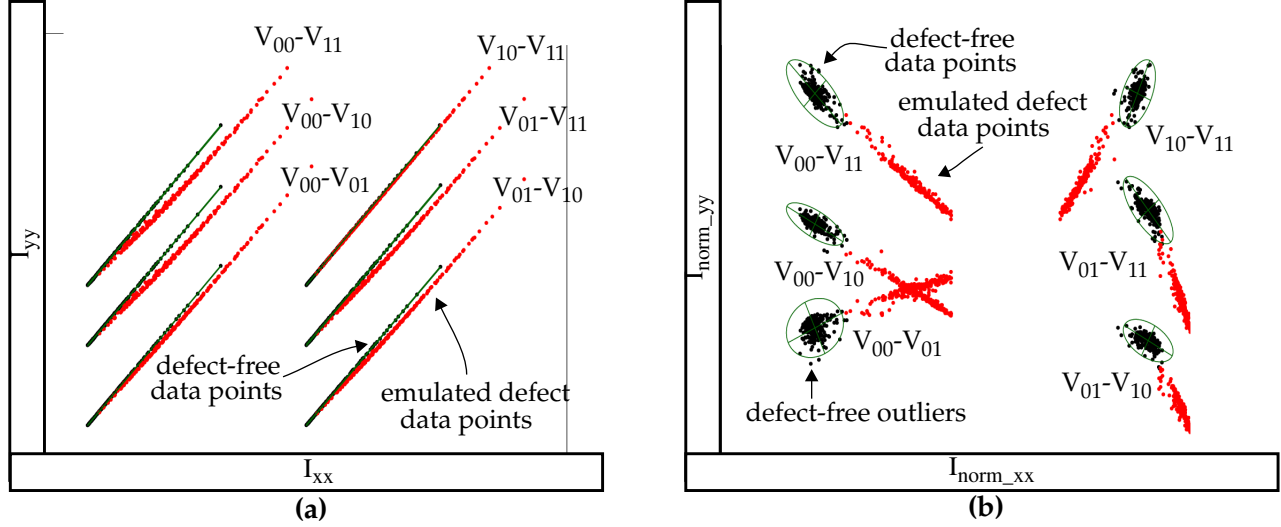 V00-V11
V10-V11
V00-V10
V01-V11
V00-V01
V01-V10
Iyy
defect-free
data points
emulated defect
data points
Ixx
(a)
defect-free
data points
emulated defect
data points
V00-V11
V10-V11
Inorm_yy
V00-V10
V01-V11
V00-V01
V01-V10
defect-free outliers
Inorm_xx
(b)